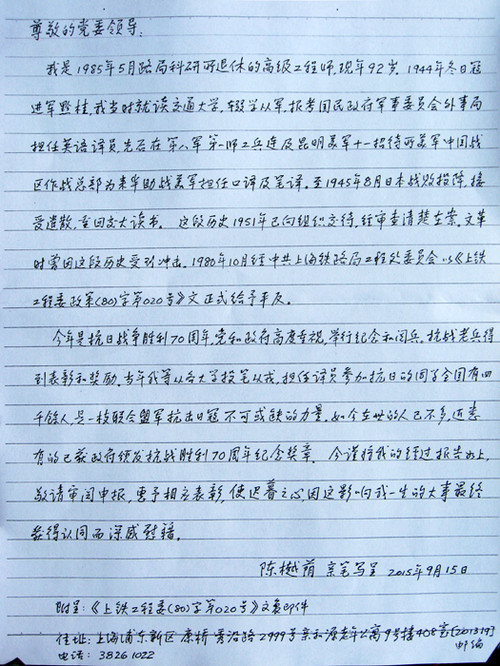 尊敬的党委领导：
我是1985年5月路局科研所退休的高级工程师，现年92岁。1944年冬日寇
进军黔桂，我当时就读交通大学，辍学从军，报考国民政府军事委员会外事局
担任英语译员，先后在第八军第一师工兵连及昆明美军十一招待所美军中国战
区作战总部为来华助战美军担任口译及笔译。至1945年8月日本战败投降，接
受遣散，重回交大读书。这段历史1951年已向组织交待，经审查清楚在案。文革
时曾因这段历史受到冲击。1980年10月经中共上海铁路局工程处委员会以《上铁
工程委政策(80)字第020号》文正式给予平反。
今年是抗日战争胜利70周年，党和政府高度重视，举行纪念和阅兵。抗战老兵得
到表彰和奖励。当年我等从各大学投笔从戎，担任译员参加抗日的同学全国有四
千馀人，是一枝联合盟军抗击日寇不可或缺的力量。如今在世的人已不多，近悉
有的已获政府颁发抗战胜利70周年纪念奖章。今谨将我的经过报告如上，
敬请审阅申报，惠予相应表彰，使迟暮之心因这影响我一生的大事最终
获得认同而深感慰藉。
陈樾荫 亲笔写呈 2015年9月15日
附呈：《上铁工程委(80)字第020号》文复印件
住址：上海浦东新区康桥秀沿路2999号亲和源老年公寓9号楼408室[201319]
邮编
电话：38261022